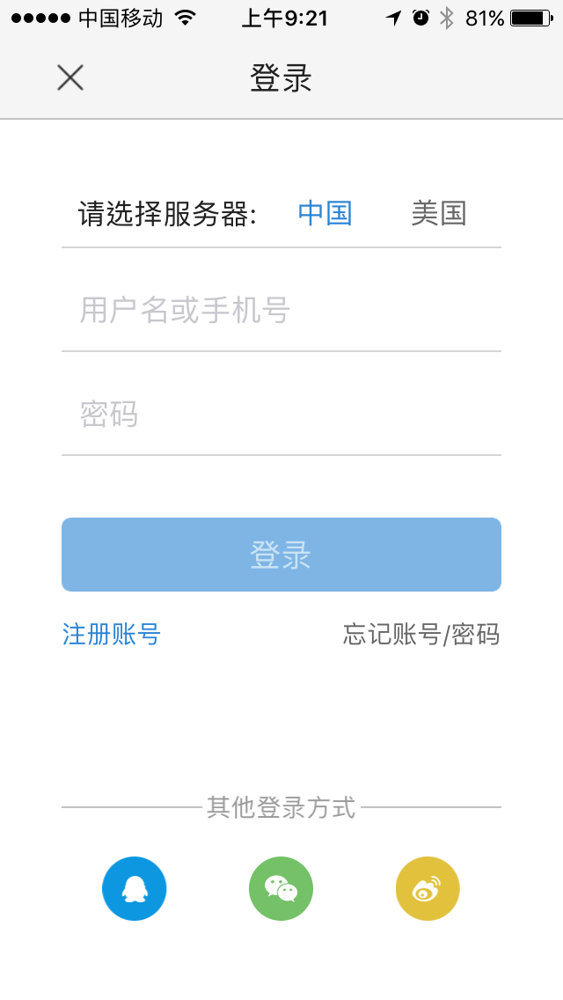 中国移动 上午9:21 81%
登录
请选择服务器: 中国 美国
用户名或手机号
密码
登录
注册账号 忘记账号/密码
其他登录方式